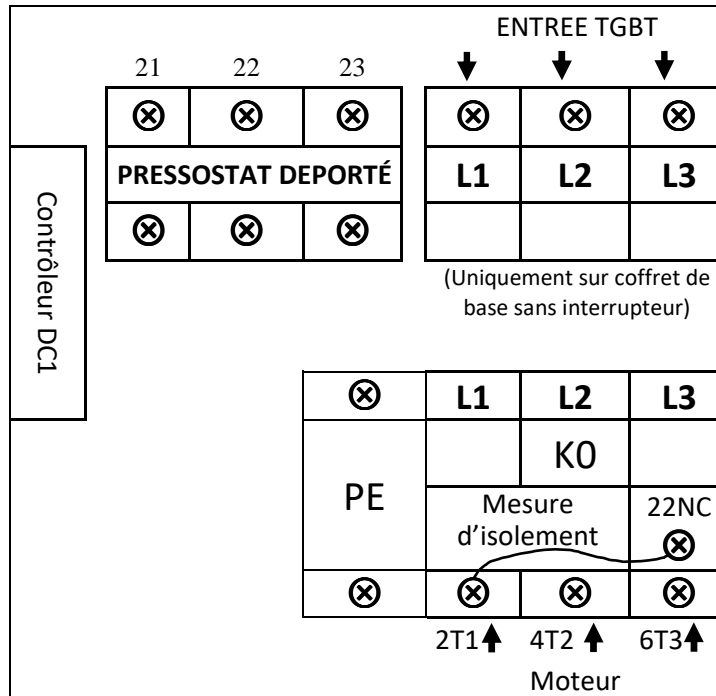 ENTREE TGBT
21 22 23
PRESSOSTAT DEPORTÉ
L1 L2 L3
Contrôleur DC1
(Uniquement sur coffret de
base sans interrupteur)
L1 L2 L3
K0
PE
Mesure
d'isolement
22NC
2T1 4T2 6T3
Moteur